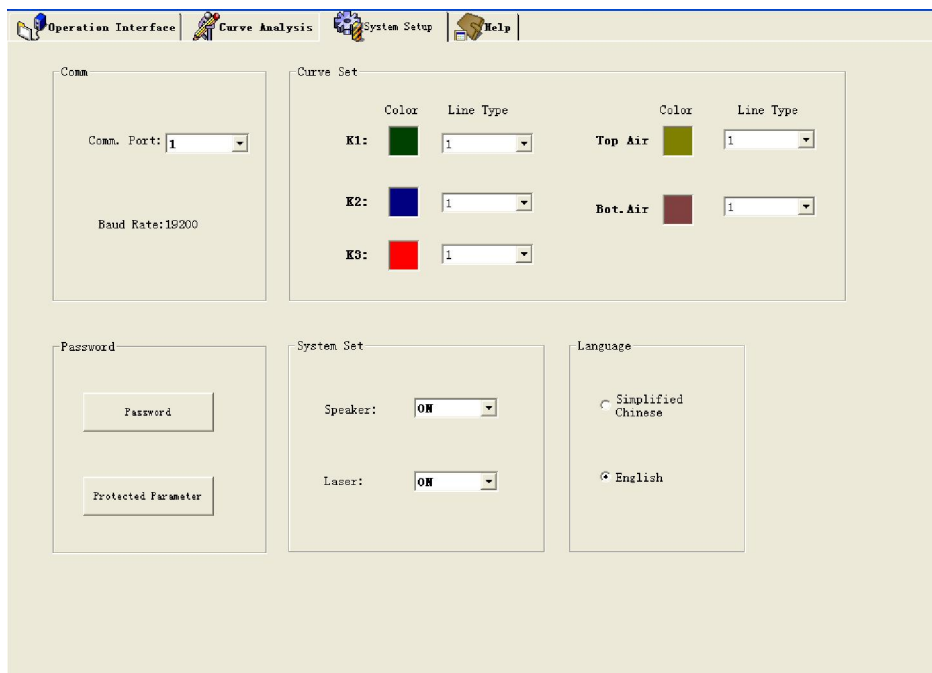 Operation Interface Curve Analysis System Setup Help
Comm
Comm. Port: 1
Baud Rate:19200
Curve Set
Color Line Type Color Line Type
K1: 1 Top Air 1
K2: 1 Bot.Air 1
K3: 1
Password
Password
Protected Parameter
System Set
Speaker: ON
Laser: ON
Language
Simplified
Chinese
English